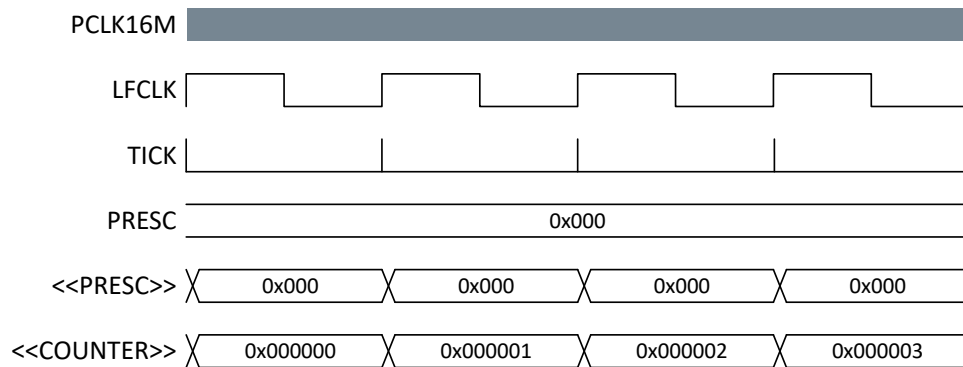 PCLK16M
LFCLK
TICK
PRESC 0x000
<<PRESC>> 0x000 0x000 0x000 0x000
<<COUNTER>> 0x000000 0x000001 0x000002 0x000003